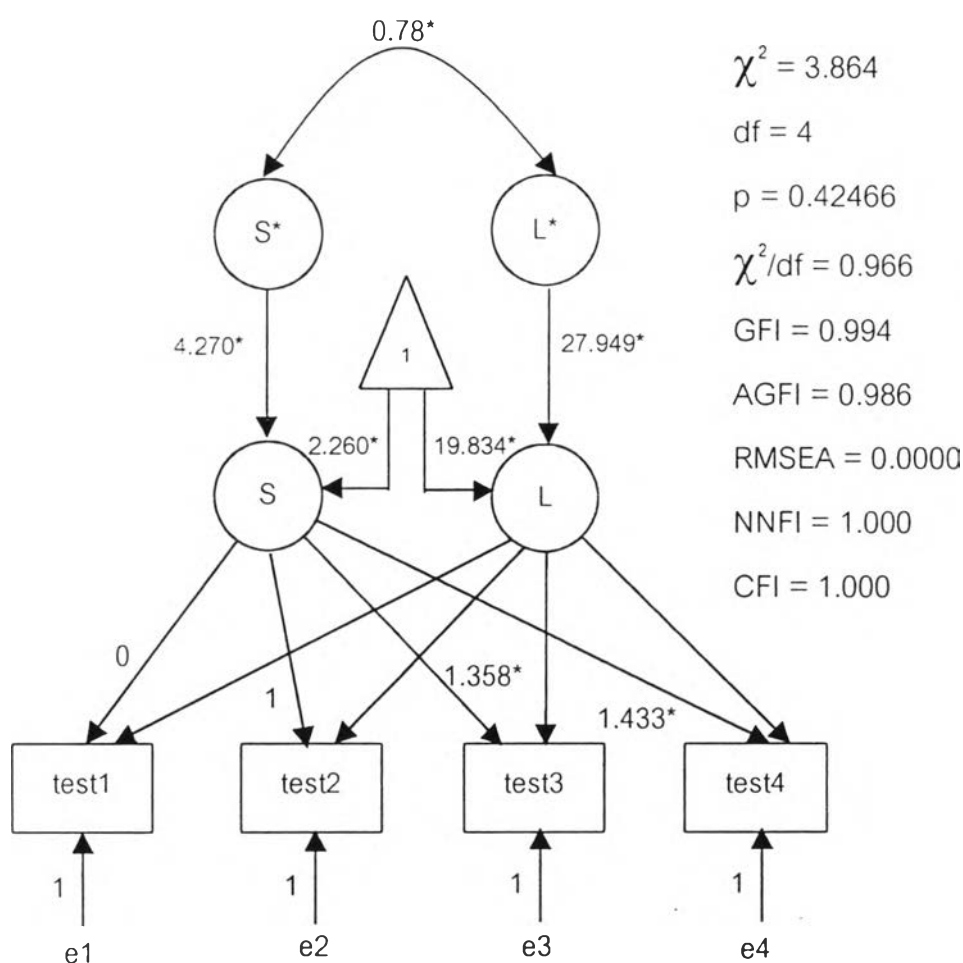 0.78*
χ² = 3.864
df = 4
p = 0.42466
χ²/df = 0.966
GFI = 0.994
AGFI = 0.986
RMSEA = 0.0000
NNFI = 1.000
CFI = 1.000
S*
L*
4.270*
1
27.949*
2.260*
19.834*
S
L
0
1
1.358*
1.433*
test1
test2
test3
test4
1
1
1
1
e1
e2
e3
e4